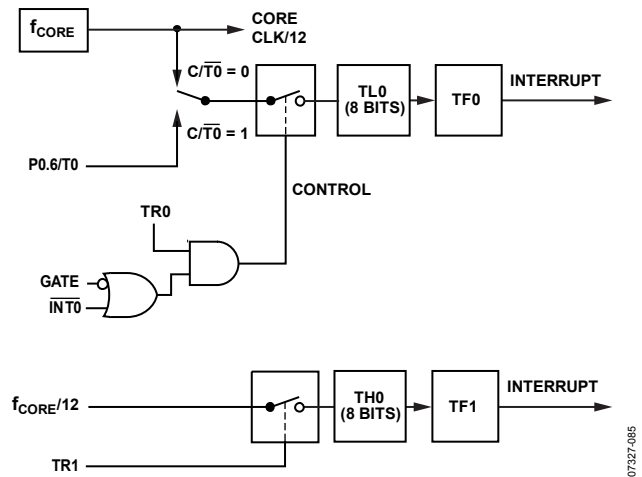 fCORE
CORE
CLK/12
C/T0 = 0
C/T0 = 1
P0.6/T0
TL0
(8 BITS)
TF0
INTERRUPT
CONTROL
TR0
GATE
INT0
fCORE/12
TH0
(8 BITS)
TF1
INTERRUPT
TR1
07327-085